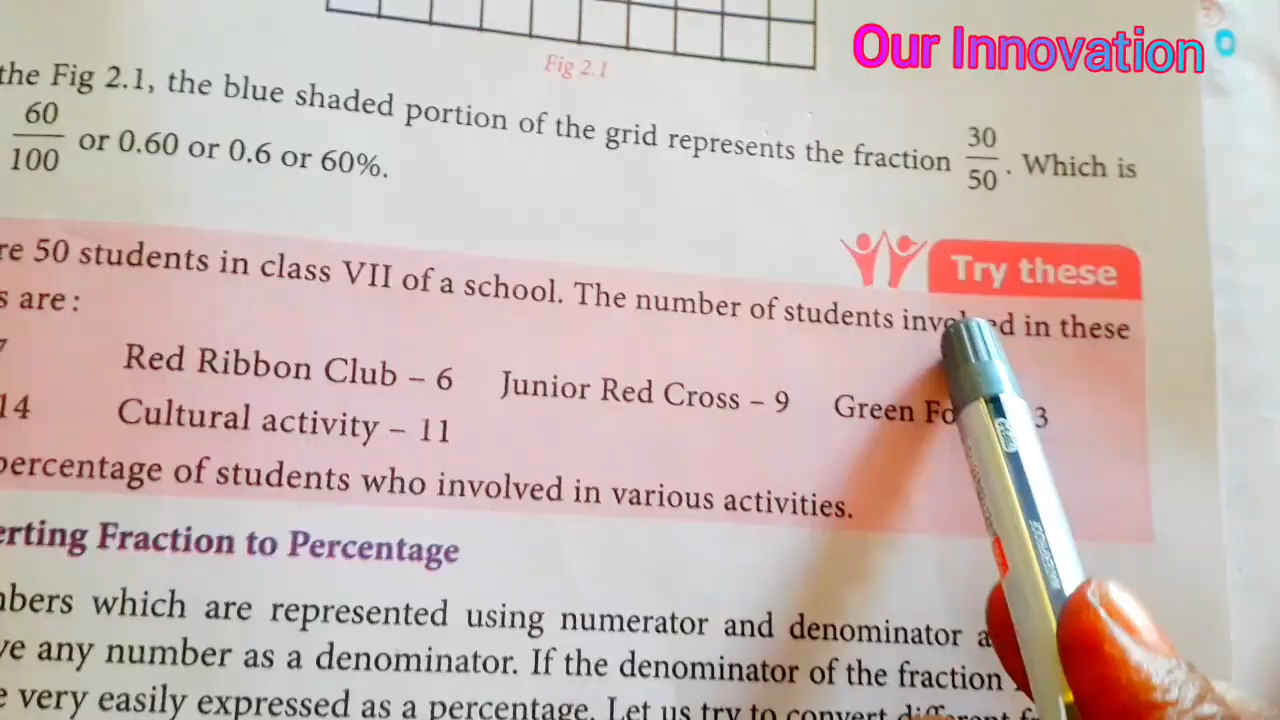 Our Innovation
Fig 2.1
the Fig 2.1, the blue shaded portion of the grid represents the fraction 30/50. Which is
60/100 or 0.60 or 0.6 or 60%.
Try these
re 50 students in class VII of a school. The number of students involved in these
s are :
7 Red Ribbon Club – 6 Junior Red Cross – 9 Green 3
14 Cultural activity – 11
percentage of students who involved in various activities.
erting Fraction to Percentage
nbers which are represented using numerator and denominator a
ve any number as a denominator. If the denominator of the fraction
e very easily expressed as a percentage. Let us try to convert different